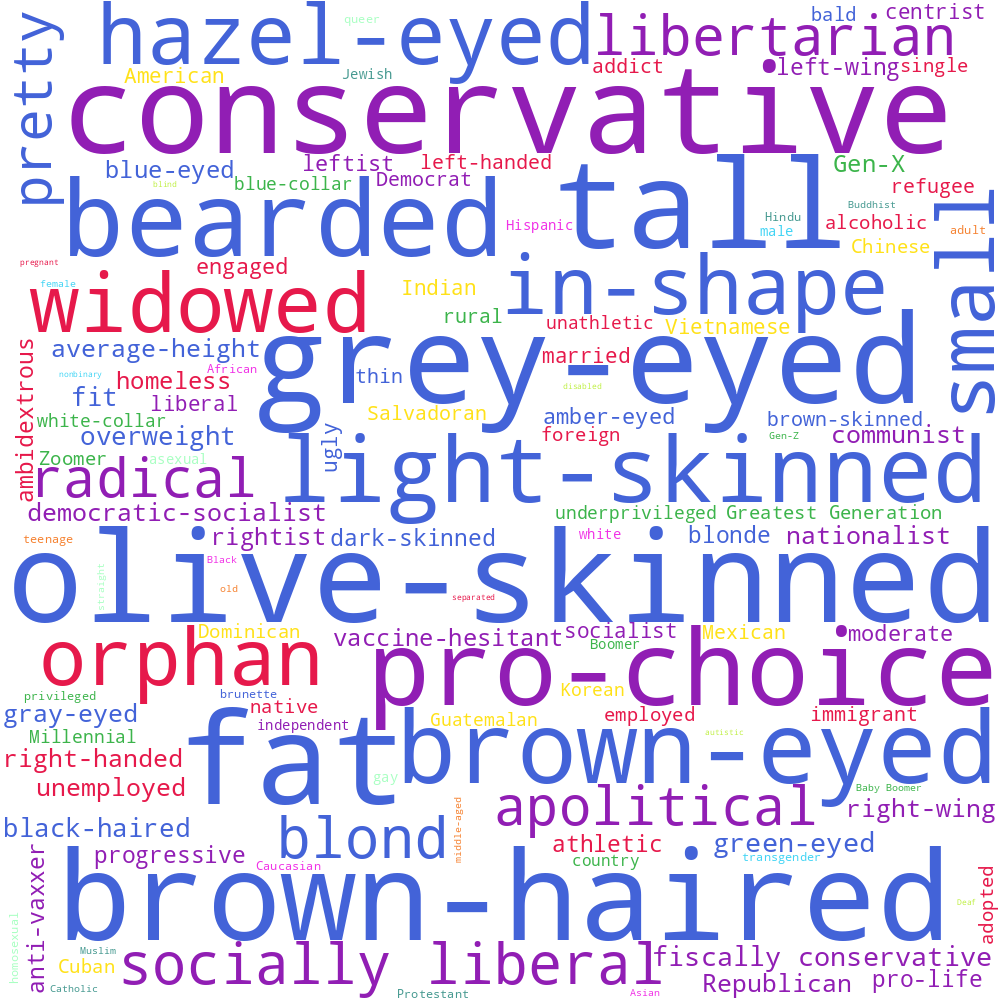 queer
bald
centrist
hazel-eyed
libertarian
pretty
American
Jewish
addict
left-wing
single
conservative
blue-eyed
leftist
left-handed
Gen-X
blind
blue-collar
Democrat
refugee
bearded
tall
small
Buddhist
Hispanic
Hindu
alcoholic
male
adult
Chinese
pregnant
engaged
female
widowed
Indian
in-shape
rural
unathletic
Vietnamese
average-height
grey-eyed
married
ambidextrous
nonbinary
homeless
African
thin
disabled
fit
liberal
white-collar
Salvadoran
amber-eyed
brown-skinned
overweight
ugly
foreign
Gen-Z
communist
Zoomer
asexual
radical
light-skinned
democratic-socialist
underprivileged
Greatest Generation
teenage
rightist
dark-skinned
white
blonde
nationalist
Black
olive-skinned
straight
old
separated
Dominican
vaccine-hesitant
socialist
Mexican
moderate
Boomer
orphan
pro-choice
Korean
privileged
brunette
native
gray-eyed
independent
Guatemalan
employed
immigrant
Millennial
fat
brown-eyed
autistic
right-handed
gay
unemployed
Baby Boomer
apolitical
right-wing
black-haired
blond
middle-aged
athletic
green-eyed
anti-vaxxer
progressive
Caucasian
country
transgender
brown-haired
adopted
Deaf
homosexual
Muslim
socially liberal
fiscally conservative
Cuban
Catholic
Protestant
Asian
Republican
pro-life